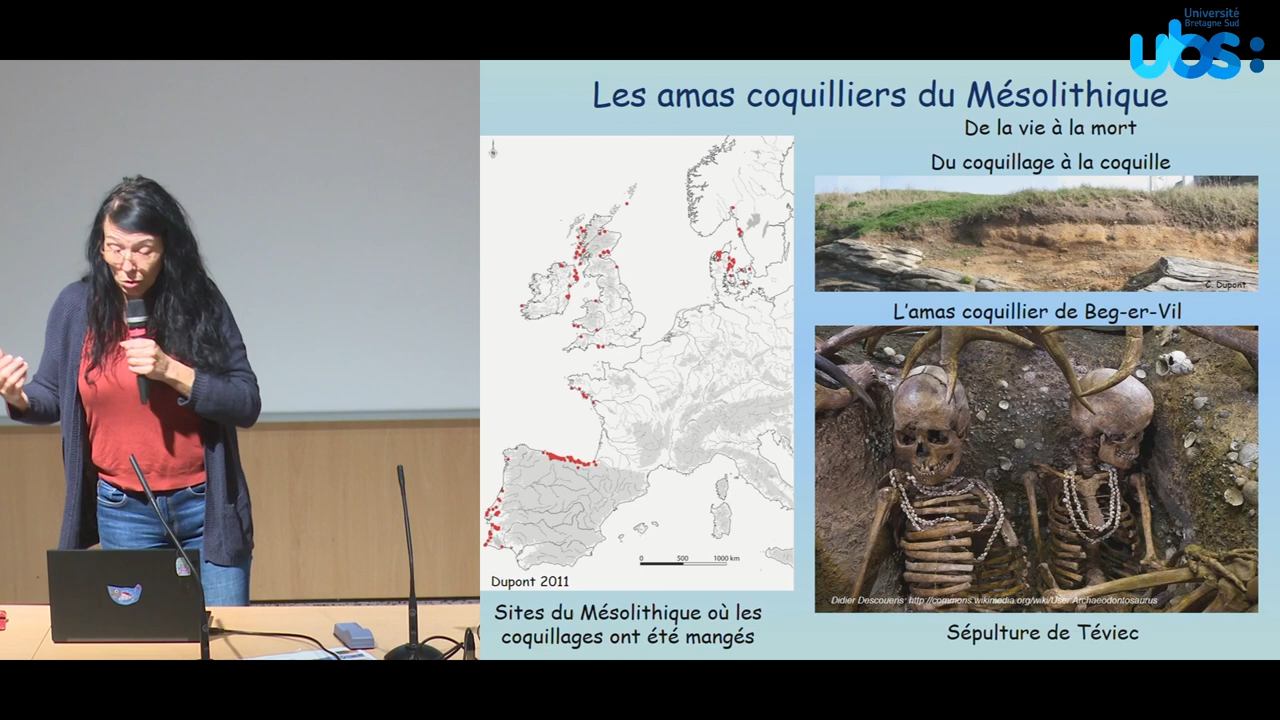 Université
Bretagne Sud
ubs:
Les amas coquilliers du Mésolithique
De la vie à la mort
Du coquillage à la coquille
N
C. Dupont
L'amas coquillier de Beg-er-Vil
0 500 1000 km
Dupont 2011
Sites du Mésolithique où les
coquillages ont été mangés
Didier Descouens: http://commons.wikimedia.org/wiki/User:Archaeodontosaurus
Sépulture de Téviec